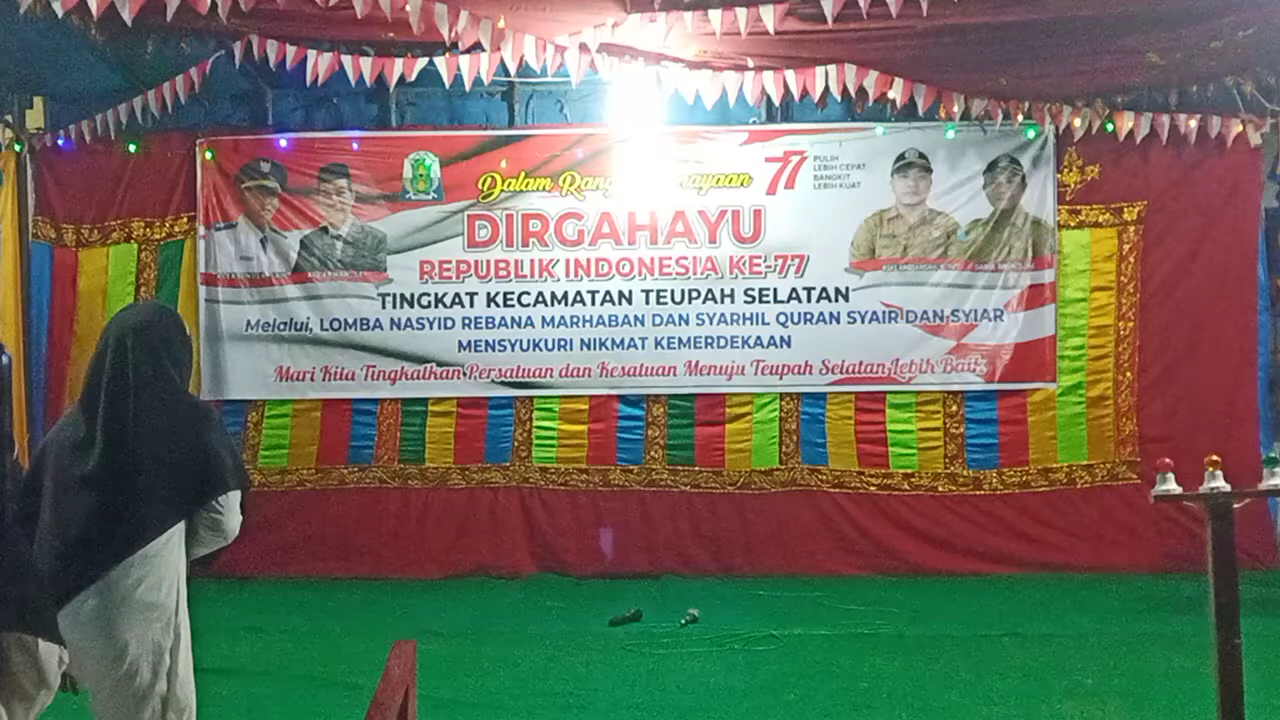 Dalam Rang
77
PULIH
LEBIH CEPAT
BANGKIT
LEBIH KUAT
DIRGAHAYU
REPUBLIK INDONESIA KE-77
TINGKAT KECAMATAN TEUPAH SELATAN
Melalui, LOMBA NASYID REBANA MARHABAN DAN SYARHIL QURAN SYAIR DAN SYIAR
MENSYUKURI NIKMAT KEMERDEKAAN
Mari Kita Tingkatkan Persatuan dan Kesatuan Menuju Teupah Selatan Lebih Baik